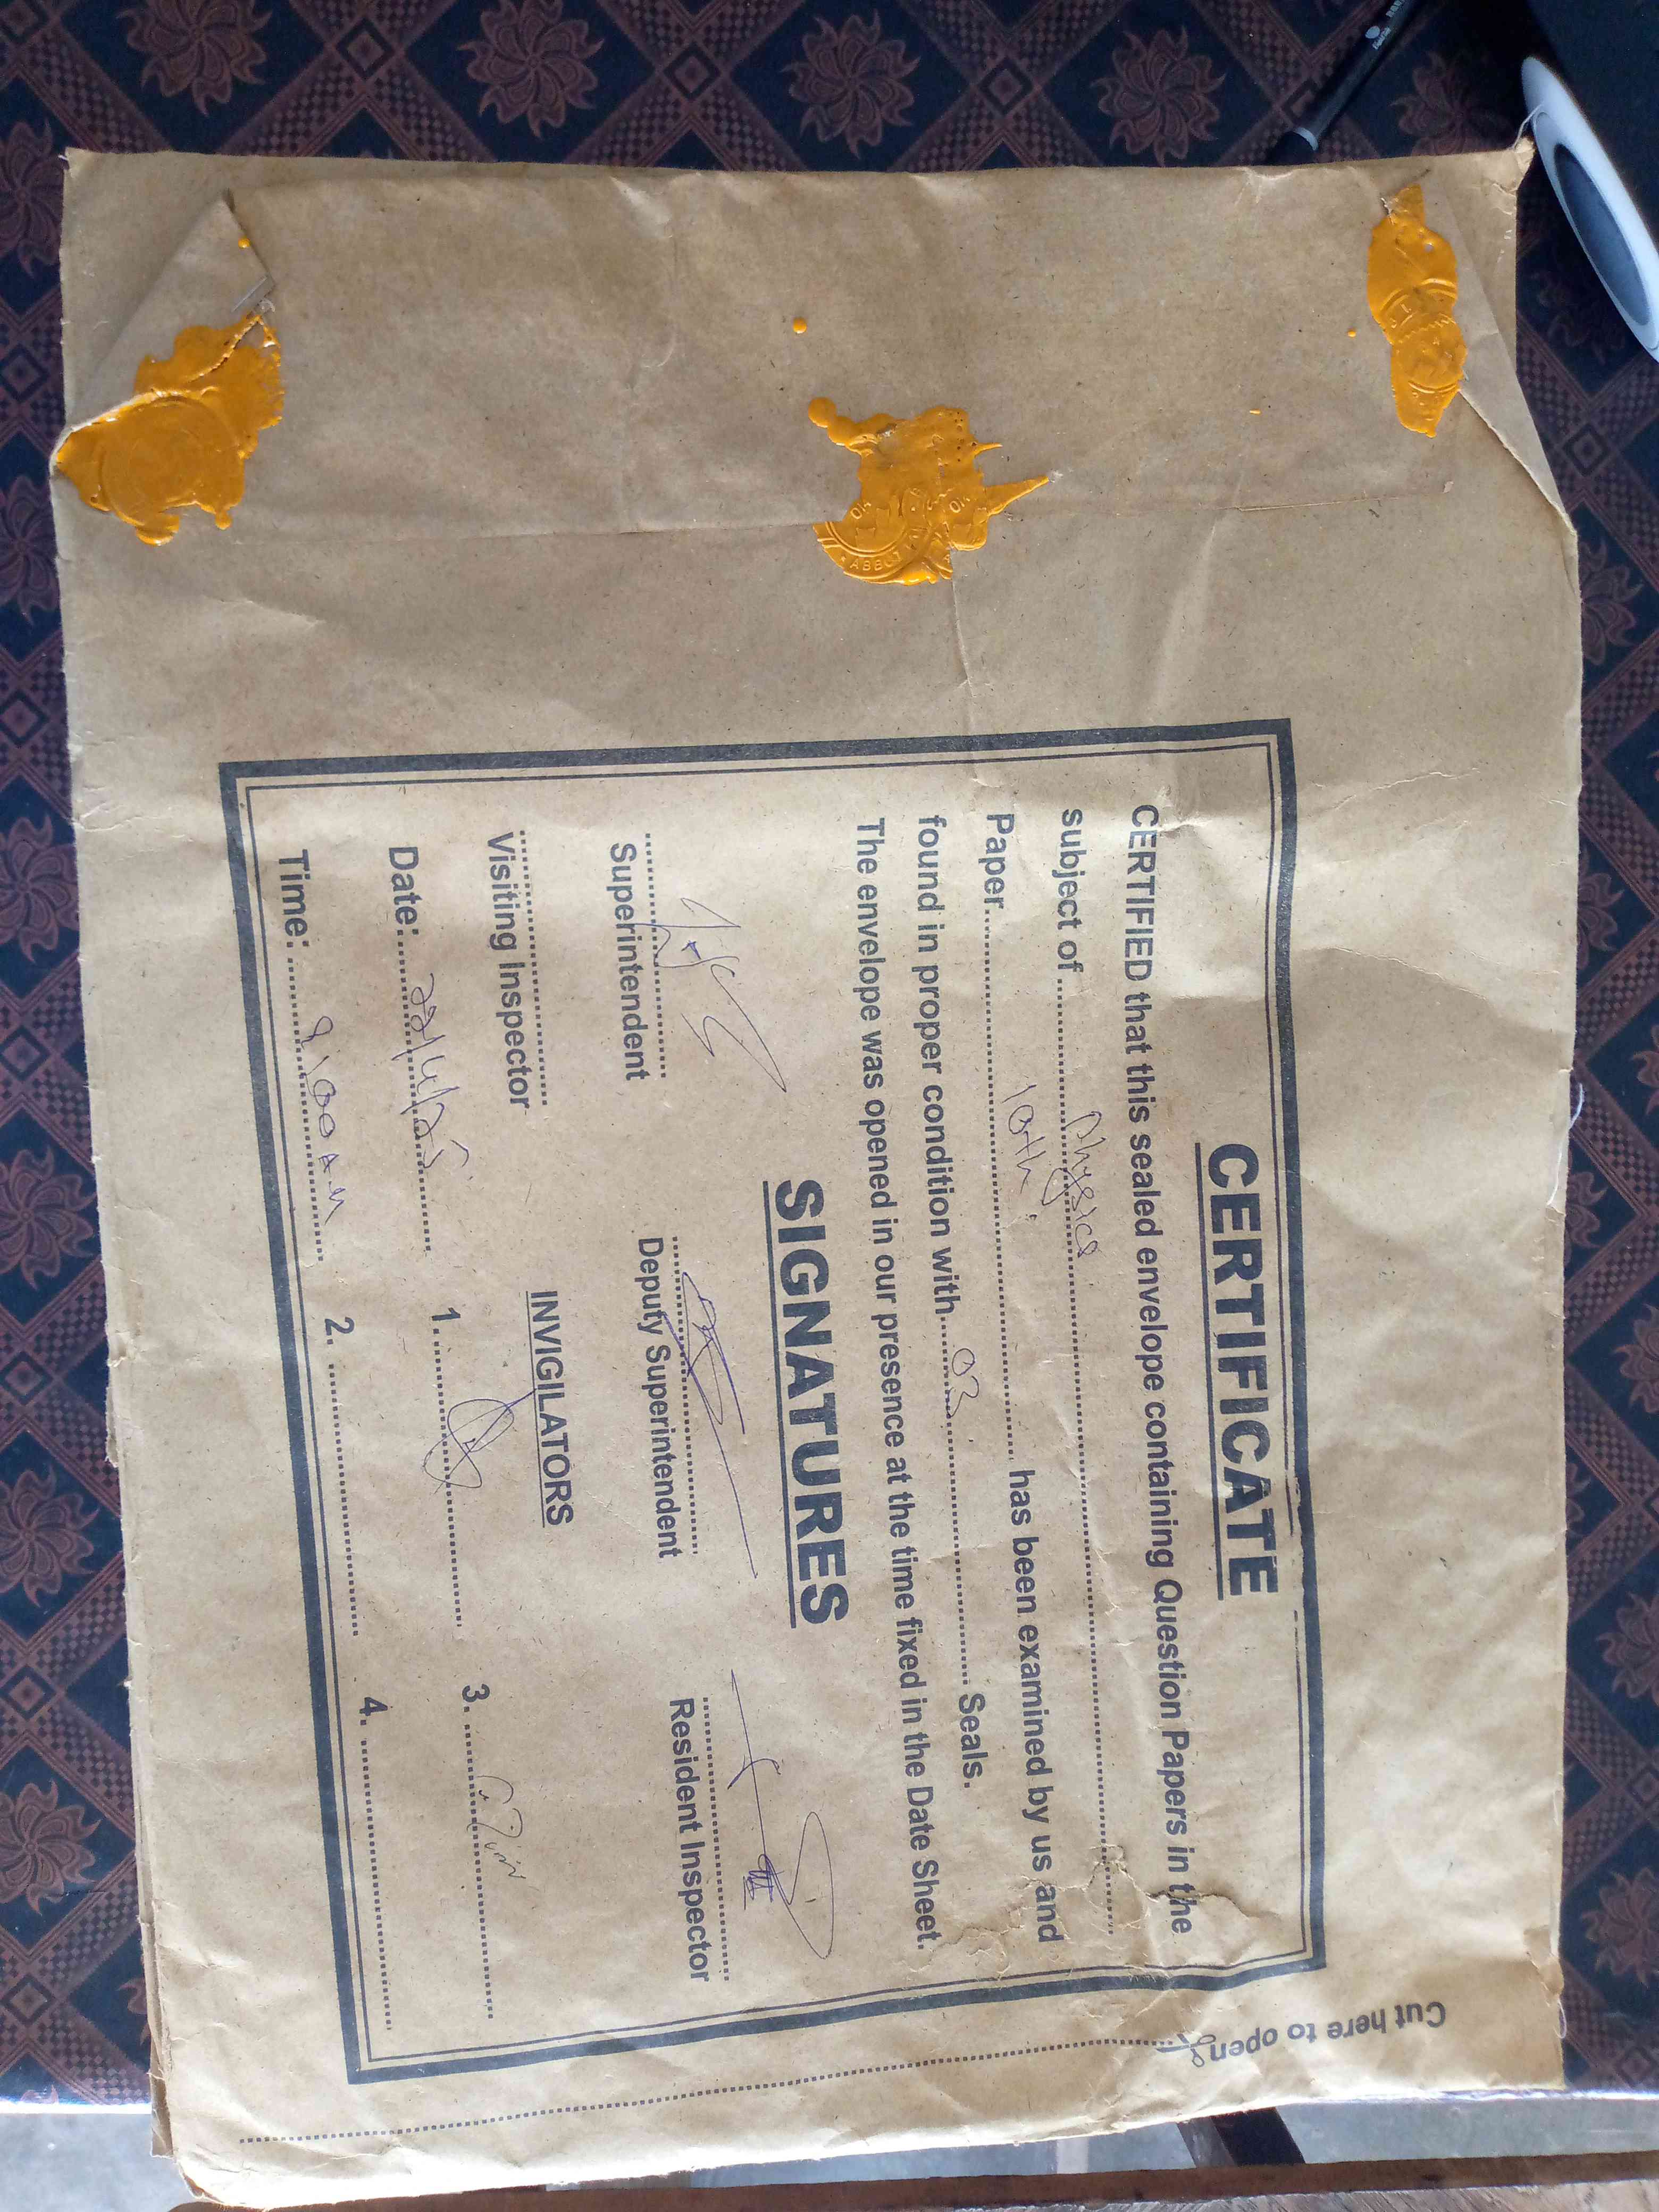 CERTIFICATE
CERTIFIED that this sealed envelope containing Question Papers in the
subject of ........ Physics ........
Paper........ 10th ........ has been examined by us and
found in proper condition with..... 03 ........ Seals.
The envelope was opened in our presence at the time fixed in the Date Sheet.
SIGNATURES
Superintendent Deputy Superintendent Resident Inspector
Visiting Inspector
INVIGILATORS
Date: 22/4/25
1. 3.
Time: 9:00 AM
2. 4.
Cut here to open